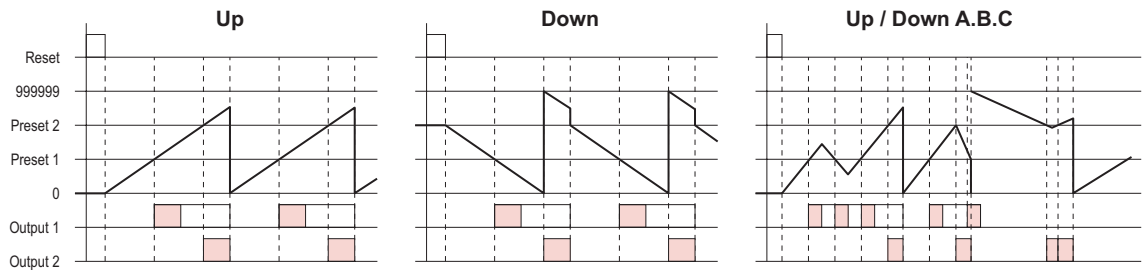 Up
Down
Up / Down A.B.C
Reset
999999
Preset 2
Preset 1
0
Output 1
Output 2